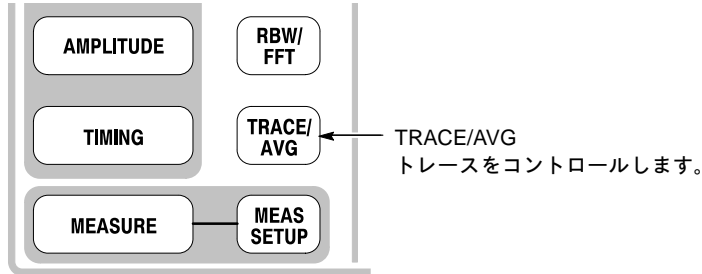 AMPLITUDE
RBW/
FFT
TIMING
TRACE/
AVG
TRACE/AVG
トレースをコントロールします。
MEASURE
MEAS
SETUP